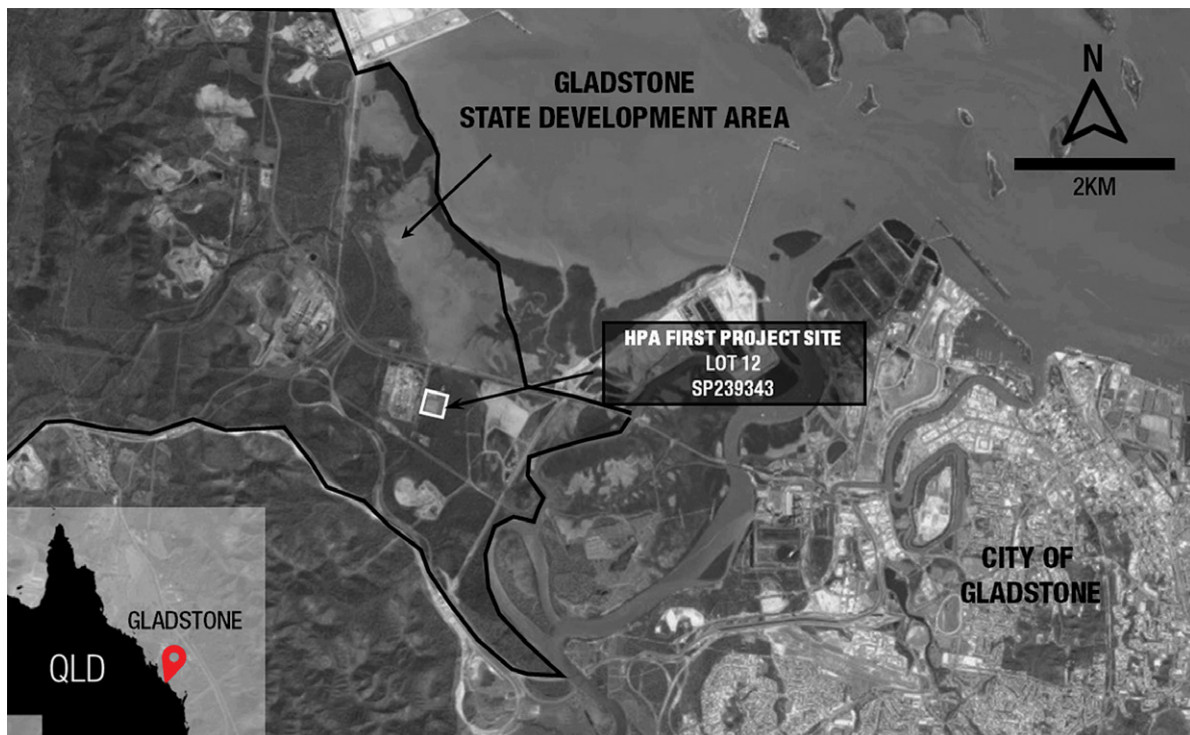 GLADSTONE
STATE DEVELOPMENT AREA
N
2KM
HPA FIRST PROJECT SITE
LOT 12
SP239343
CITY OF
GLADSTONE
GLADSTONE
QLD